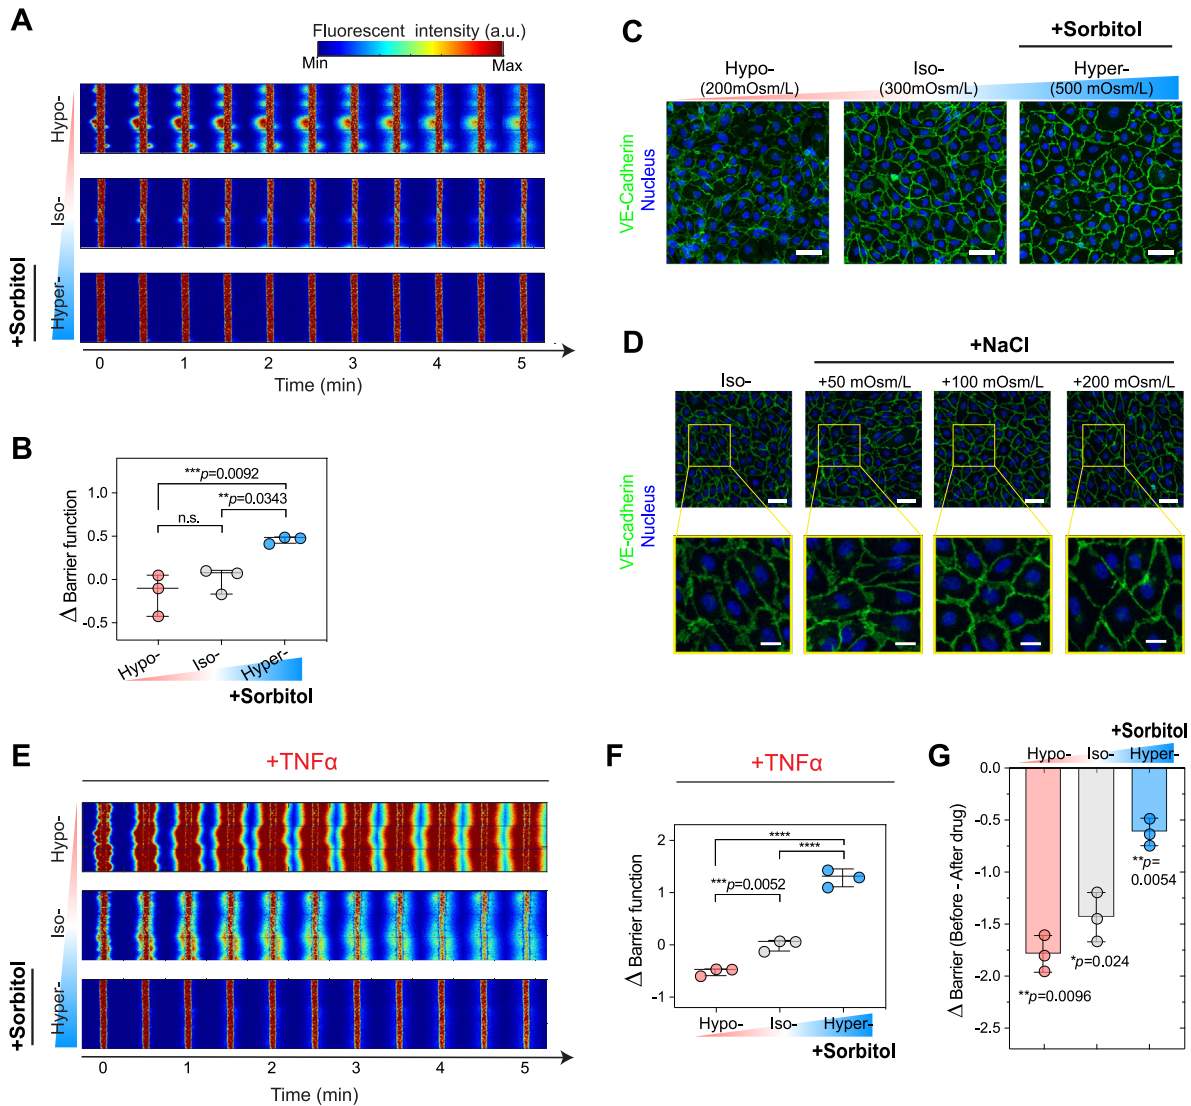 A
Fluorescent intensity (a.u.)
Min
Max
Hypo-
Iso-
Hyper-
+Sorbitol
0 1 2 3 4 5
Time (min)
B
***p=0.0092
**p=0.0343
n.s.
1.0
0.5
0.0
-0.5
Δ Barrier function
Hypo-
Iso-
Hyper-
+Sorbitol
C
+Sorbitol
Hypo-
(200mOsm/L)
Iso-
(300mOsm/L)
Hyper-
(500 mOsm/L)
VE-Cadherin
Nucleus
D
+NaCl
Iso-
+50 mOsm/L
+100 mOsm/L
+200 mOsm/L
VE-cadherin
Nucleus
E
+TNFα
Hypo-
Iso-
Hyper-
+Sorbitol
0 1 2 3 4 5
Time (min)
F
+TNFα
****
****
***p=0.0052
2
1
0
-1
Δ Barrier function
Hypo-
Iso-
Hyper-
+Sorbitol
G
+Sorbitol
Hypo-
Iso-
Hyper-
0.0
-0.5
-1.0
-1.5
-2.0
-2.5
Δ Barrier (Before - After drug)
**p=
0.0054
*p=0.024
**p=0.0096